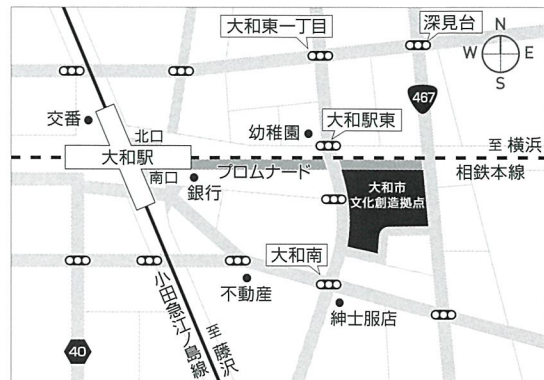 大和東一丁目
深見台
N
W
E
S
467
交番
北口
幼稚園
大和駅東
至 横浜
大和駅
プロムナード
相鉄本線
南口
銀行
大和市
文化創造拠点
大和南
不動産
紳士服店
小田急江ノ島線
至 藤沢
40